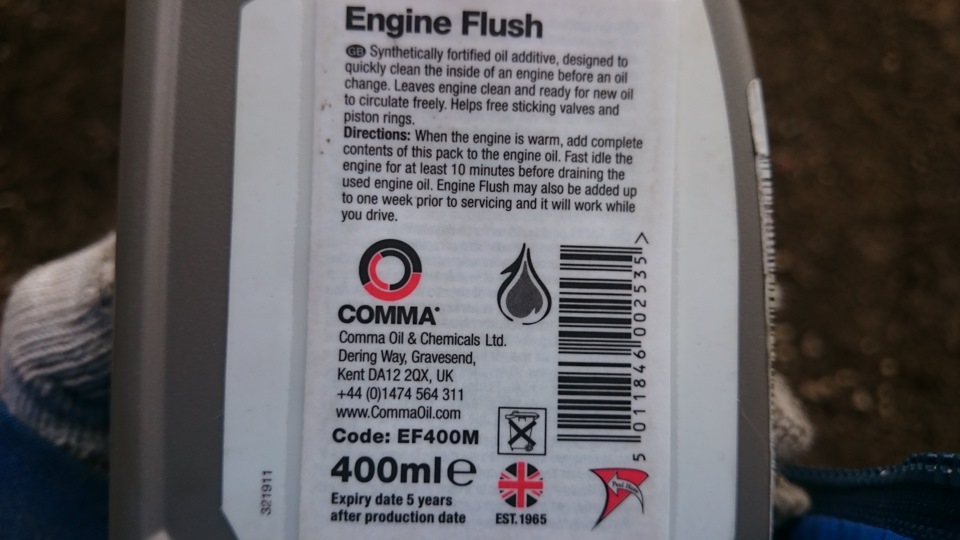 Engine Flush
GB Synthetically fortified oil additive, designed to
quickly clean the inside of an engine before an oil
change. Leaves engine clean and ready for new oil
to circulate freely. Helps free sticking valves and
piston rings.
Directions: When the engine is warm, add complete
contents of this pack to the engine oil. Fast idle the
engine for at least 10 minutes before draining the
used engine oil. Engine Flush may also be added up
to one week prior to servicing and it will work while
you drive.
COMMA
Comma Oil & Chemicals Ltd.
Dering Way, Gravesend,
Kent DA12 2QX, UK
+44 (0)1474 564 311
www.CommaOil.com
Code: EF400M
400ml e
Expiry date 5 years
after production date
EST.1965
5 011846 002535 >
Peel Here
321911